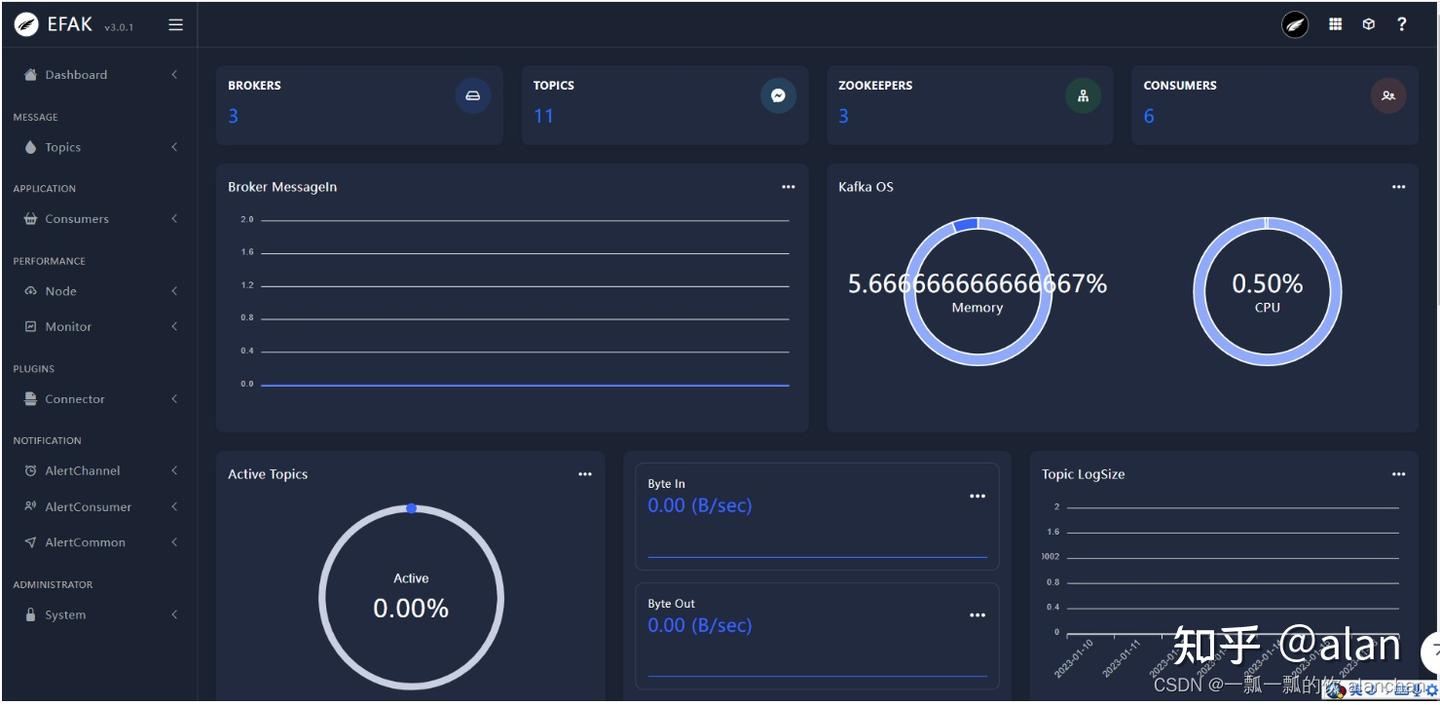 EFAK v3.0.1
Dashboard
MESSAGE
Topics
APPLICATION
Consumers
PERFORMANCE
Node
Monitor
PLUGINS
Connector
NOTIFICATION
AlertChannel
AlertConsumer
AlertCommon
ADMINISTRATOR
System
?
BROKERS
3
TOPICS
11
ZOOKEEPERS
3
CONSUMERS
6
Broker MessageIn
2.0
1.6
1.2
0.8
0.4
0.0
Kafka OS
5.666666666666667%
Memory
0.50%
CPU
Active Topics
Active
0.00%
Byte In
0.00 (B/sec)
Byte Out
0.00 (B/sec)
Topic LogSize
2
1.6
0002
0.8
0.4
0
2023-01-10
2023-01-11
知乎 @alan
CSDN @一瓢一瓢的饮 alanchan